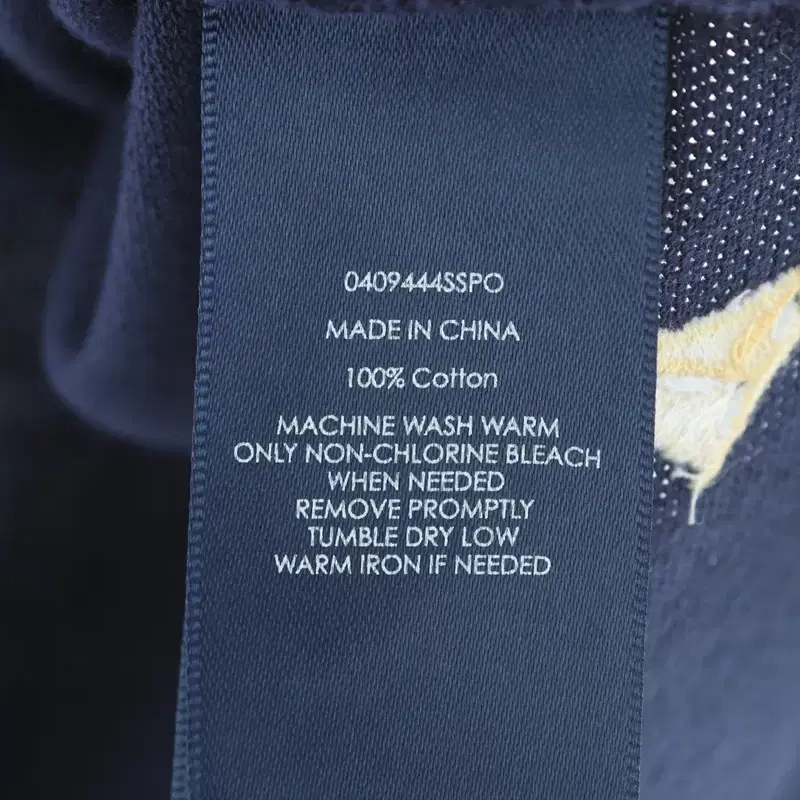 0409444SSPO
MADE IN CHINA
100% Cotton
MACHINE WASH WARM
ONLY NON-CHLORINE BLEACH
WHEN NEEDED
REMOVE PROMPTLY
TUMBLE DRY LOW
WARM IRON IF NEEDED